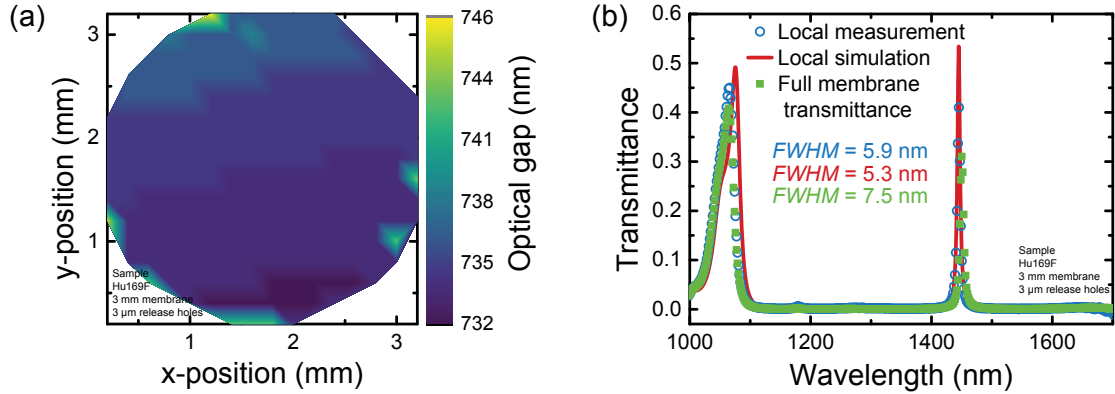 (a)
y-position (mm)
3
2
1
Sample
Hu169F
3 mm membrane
3 µm release holes
1
2
3
x-position (mm)
746
744
741
738
735
732
Optical gap (nm)
(b)
Transmittance
0.6
0.5
0.4
0.3
0.2
0.1
0.0
Local measurement
Local simulation
Full membrane
transmittance
FWHM = 5.9 nm
FWHM = 5.3 nm
FWHM = 7.5 nm
Sample
Hu169F
3 mm membrane
3 µm release holes
1000
1200
1400
1600
Wavelength (nm)